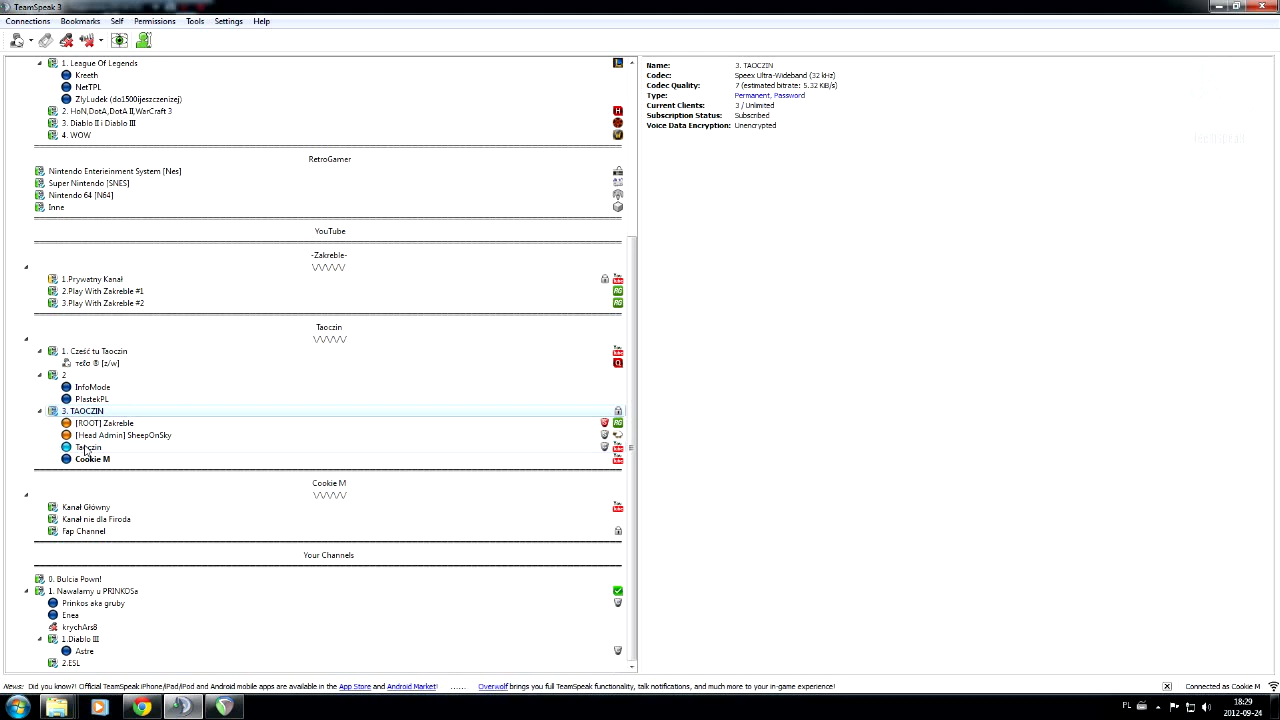 TeamSpeak 3
Connections Bookmarks Self Permissions Tools Settings Help
1. League Of Legends
Kreeth
NetTPL
ZlyLudek (do1500ijeszczeniżej)
2. HoN,DotA,DotA II,WarCraft 3
3. Diablo II i Diablo III
4. WOW
RetroGamer
Nintendo Enterieinment System [Nes]
Super Nintendo [SNES]
Nintendo 64 [N64]
Inne
YouTube
-Zakreble-
\/\/\/\/\/
1.Prywatny Kanał
2.Play With Zakreble #1
3.Play With Zakreble #2
Taoczin
\/\/\/\/\/
1. Cześć tu Taoczin
[z/w]
2
InfoMode
PlastekPL
3. TAOCZIN
[ROOT] Zakreble
[Head Admin] SheepOnSky
Taoczin
Cookie M
Cookie M
\/\/\/\/\/
Kanał Główny
Kanał nie dla Firoda
Fap Channel
Your Channels
0. Bulcia Pown!
1. Nawalamy u PRINKOSa
Prinkos aka gruby
Enea
krychArs8
1.Diablo III
Astre
2.ESL
Name: 3. TAOCZIN
Codec: Speex Ultra-Wideband (32 kHz)
Codec Quality: 7 (estimated bitrate: 5.32 KiB/s)
Type: Permanent, Password
Current Clients: 3 / Unlimited
Subscription Status: Subscribed
Voice Data Encryption: Unencrypted
News: Did you know?! Official TeamSpeak iPhone/iPad/iPod and Android mobile apps are available in the App Store and Android Market! ...... Overwolf brings you full TeamSpeak functionality, talk notifications, and much more to your in-game experience!
Connected as Cookie M
PL
18:29
2012-09-24